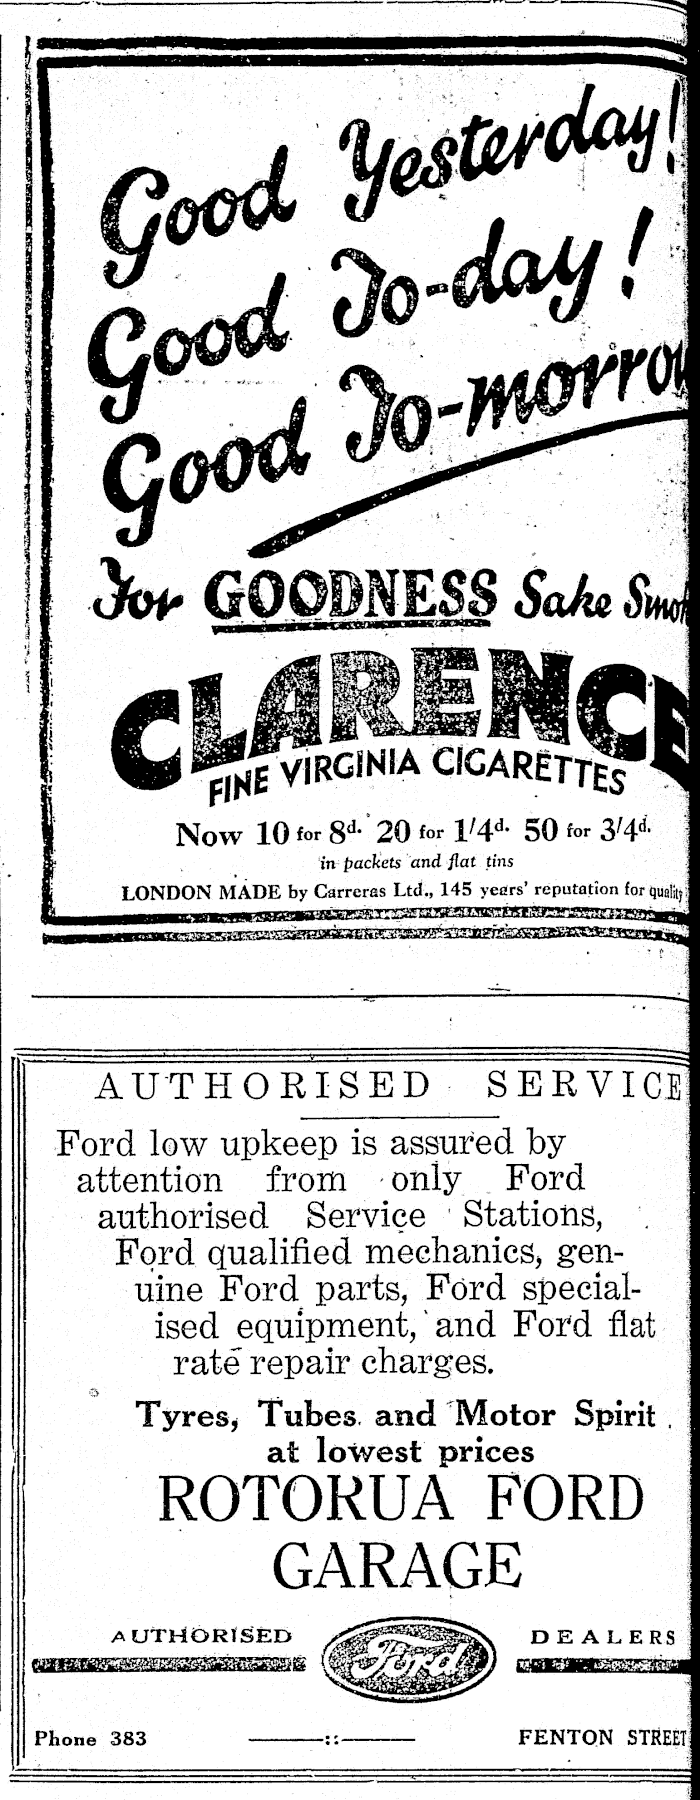 Good Yesterday!
Good To-day!
Good To-morrow
For GOODNESS Sake Smok
CLARENCE
FINE VIRGINIA CIGARETTES
Now 10 for 8d. 20 for 1/4d. 50 for 3/4d.
in packets and flat tins
LONDON MADE by Carreras Ltd., 145 years' reputation for quality
AUTHORISED SERVICE
Ford low upkeep is assured by
attention from only Ford
authorised Service Stations,
Ford qualified mechanics, gen-
uine Ford parts, Ford special-
ised equipment, and Ford flat
rate repair charges.
Tyres, Tubes and Motor Spirit
at lowest prices
ROTORUA FORD
GARAGE
AUTHORISED Ford DEALERS
Phone 383 ——::—— FENTON STREET